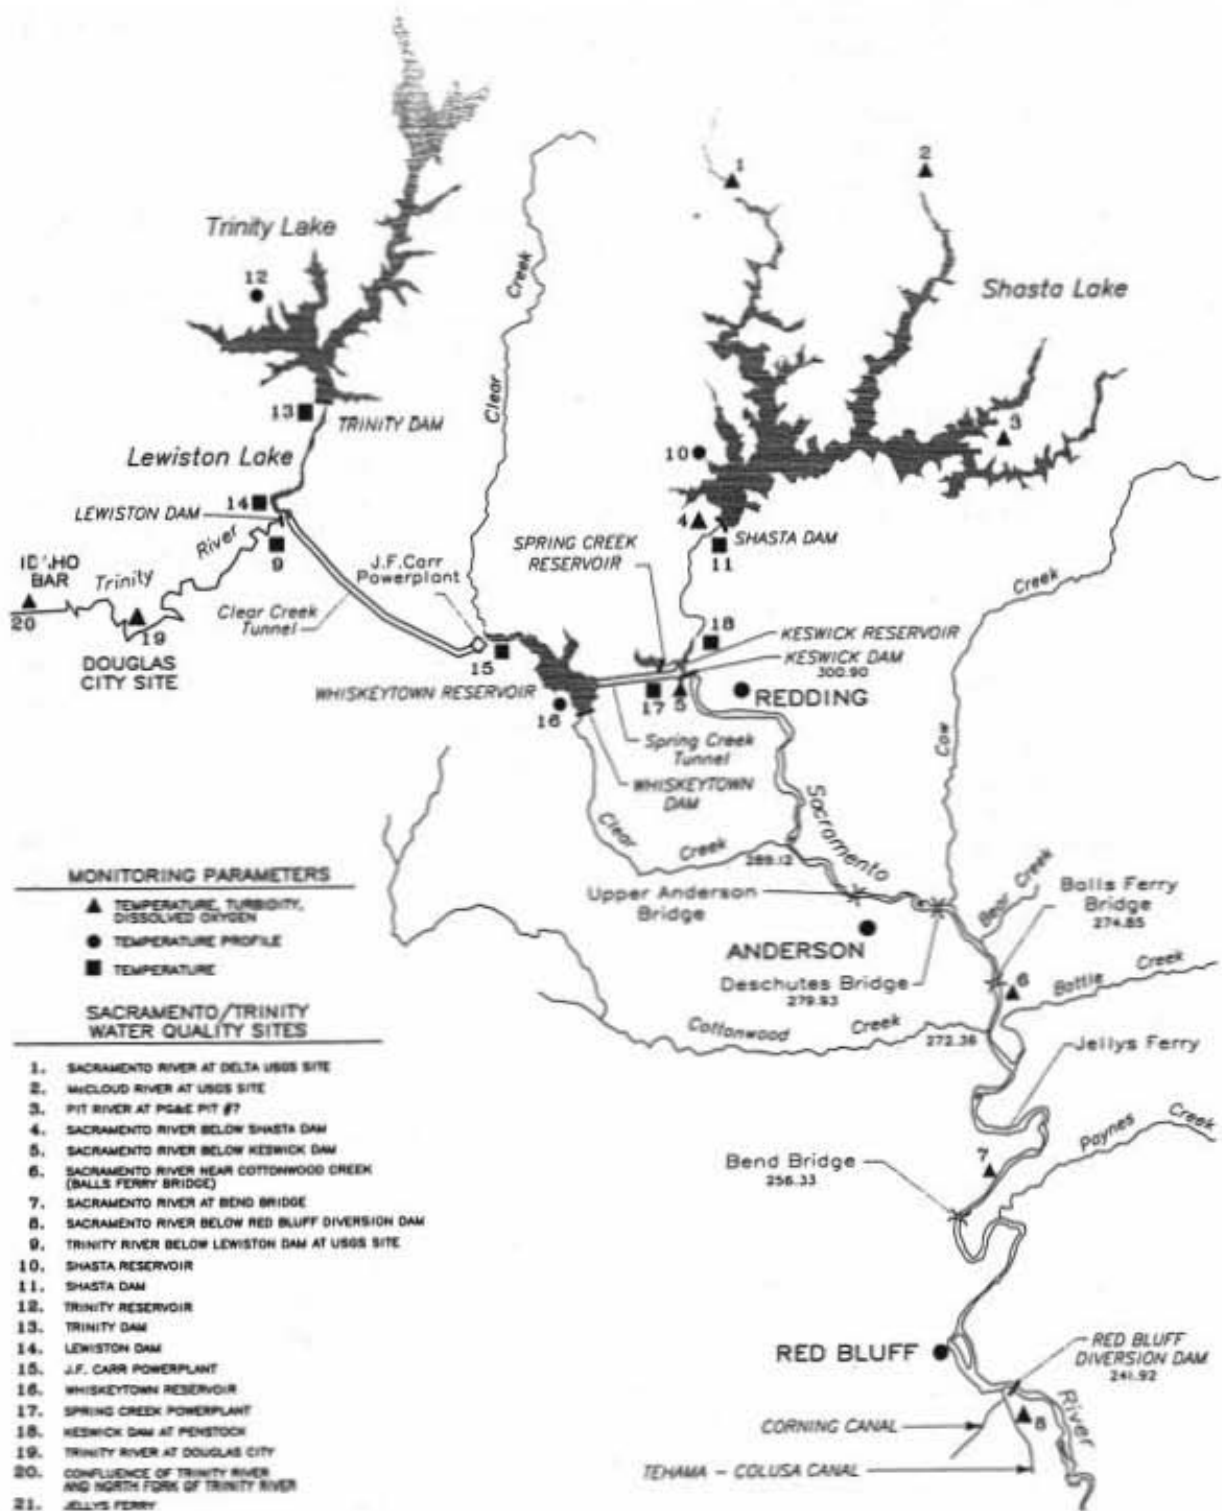 1
2
Trinity Lake
12
Creek
Shasta Lake
Clear
13
TRINITY DAM
3
Lewiston Lake
10
14
LEWISTON DAM
4
SHASTA DAM
SPRING CREEK
RESERVOIR
11
River
9
J.F.Carr
Powerplant
Creek
BAR
Trinity
20
19
Clear Creek
Tunnel
18
KESWICK RESERVOIR
KESWICK DAM
300.90
15
DOUGLAS
CITY SITE
WHISKEYTOWN RESERVOIR
16
17
5
REDDING
Cow
Spring Creek
Tunnel
WHISKEYTOWN
DAM
Sacramento
Clear
Creek
289.12
MONITORING PARAMETERS
TEMPERATURE, TURBIDITY,
DISSOLVED OXYGEN
TEMPERATURE PROFILE
TEMPERATURE
Upper Anderson
Bridge
Bear Creek
Balls Ferry
Bridge
274.85
ANDERSON
Deschutes Bridge
279.93
6
Battle Creek
Cottonwood Creek
272.36
Jellys Ferry
SACRAMENTO/TRINITY
WATER QUALITY SITES
1. SACRAMENTO RIVER AT DELTA USGS SITE
2. McCLOUD RIVER AT USGS SITE
3. PIT RIVER AT PG&E PIT #7
4. SACRAMENTO RIVER BELOW SHASTA DAM
5. SACRAMENTO RIVER BELOW KESWICK DAM
6. SACRAMENTO RIVER NEAR COTTONWOOD CREEK
(BALLS FERRY BRIDGE)
7. SACRAMENTO RIVER AT BEND BRIDGE
8. SACRAMENTO RIVER BELOW RED BLUFF DIVERSION DAM
9. TRINITY RIVER BELOW LEWISTON DAM AT USGS SITE
10. SHASTA RESERVOIR
11. SHASTA DAM
12. TRINITY RESERVOIR
13. TRINITY DAM
14. LEWISTON DAM
15. J.F. CARR POWERPLANT
16. WHISKEYTOWN RESERVOIR
17. SPRING CREEK POWERPLANT
18. KESWICK DAM AT PENSTOCK
19. TRINITY RIVER AT DOUGLAS CITY
20. CONFLUENCE OF TRINITY RIVER
AND NORTH FORK OF TRINITY RIVER
21. JELLYS FERRY
Paynes Creek
7
Bend Bridge
256.33
RED BLUFF
RED BLUFF
DIVERSION DAM
241.92
8
River
CORNING CANAL
TEHAMA - COLUSA CANAL